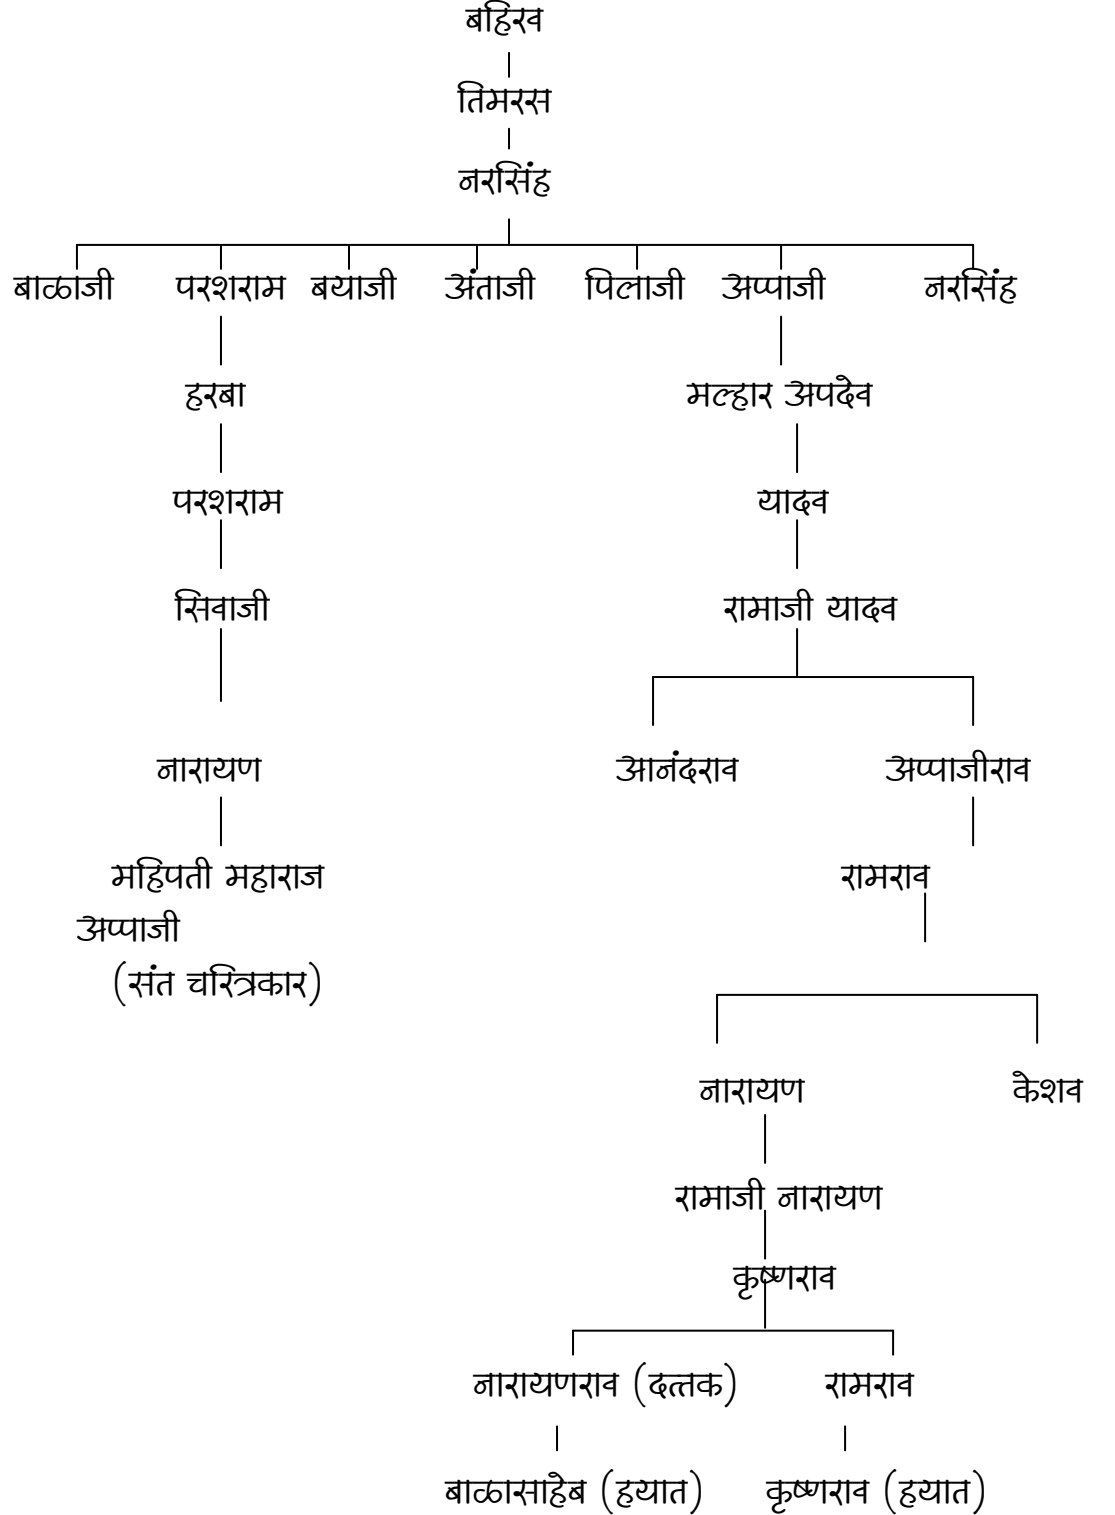 बहिरव
तिमरस
नरसिंह
बाळाजी परशराम बयाजी अंताजी पिलाजी अप्पाजी नरसिंह
हरबा मल्हार अपदेव
परशराम यादव
सिवाजी रामाजी यादव
नारायण आनंदराव अप्पाजीराव
महिपती महाराज रामराव
अप्पाजी
(संत चरित्रकार)
नारायण केशव
रामाजी नारायण
कृष्णराव
नारायणराव (दत्तक) रामराव
बाळासाहेब (हयात) कृष्णराव (हयात)